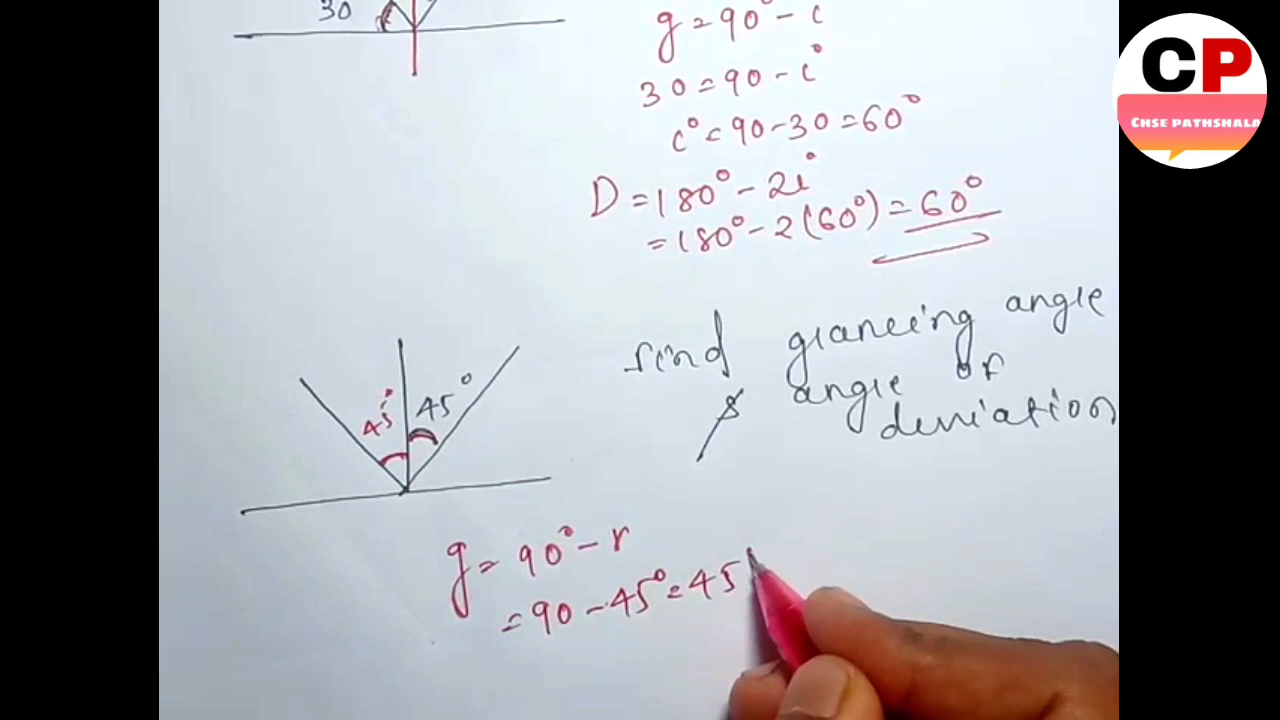 30
g = 90° - i
30 = 90 - i°
i° = 90 - 30 = 60°
D = 180° - 2i°
= 180° - 2(60°) = 60°
CP
CHSE PATHSHALA
find glancing angle
& angle of
deviation
45° 45°
g = 90° - r
= 90 - 45° = 45°